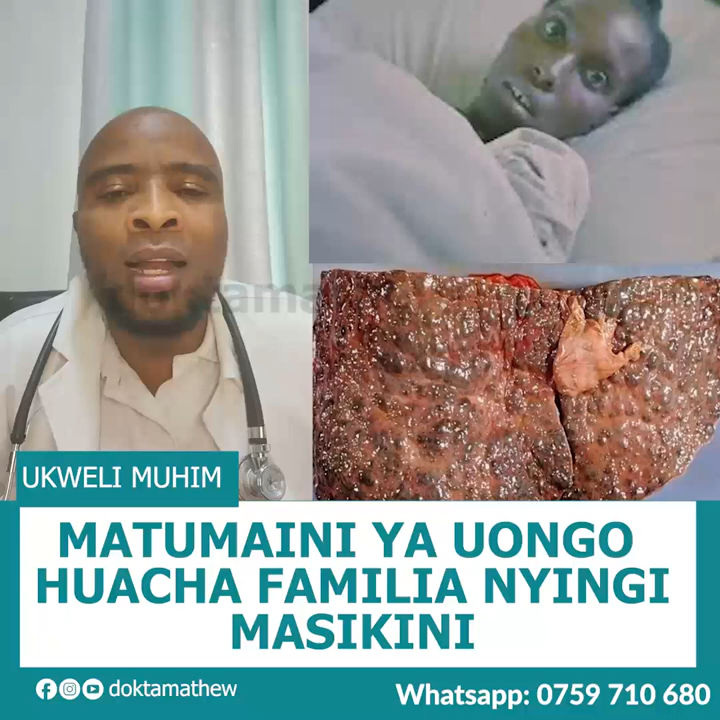 UKWELI MUHIM
MATUMAINI YA UONGO
HUACHA FAMILIA NYINGI
MASIKINI
doktamathew
Whatsapp: 0759 710 680